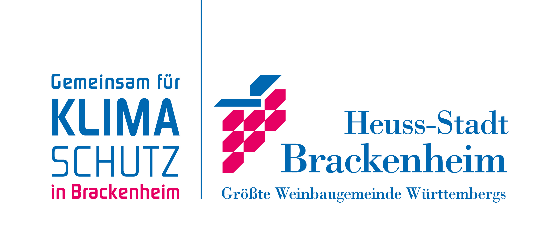 Gemeinsam für
KLIMA
SCHUTZ
in Brackenheim
Heuss-Stadt
Brackenheim
Größte Weinbaugemeinde Württembergs